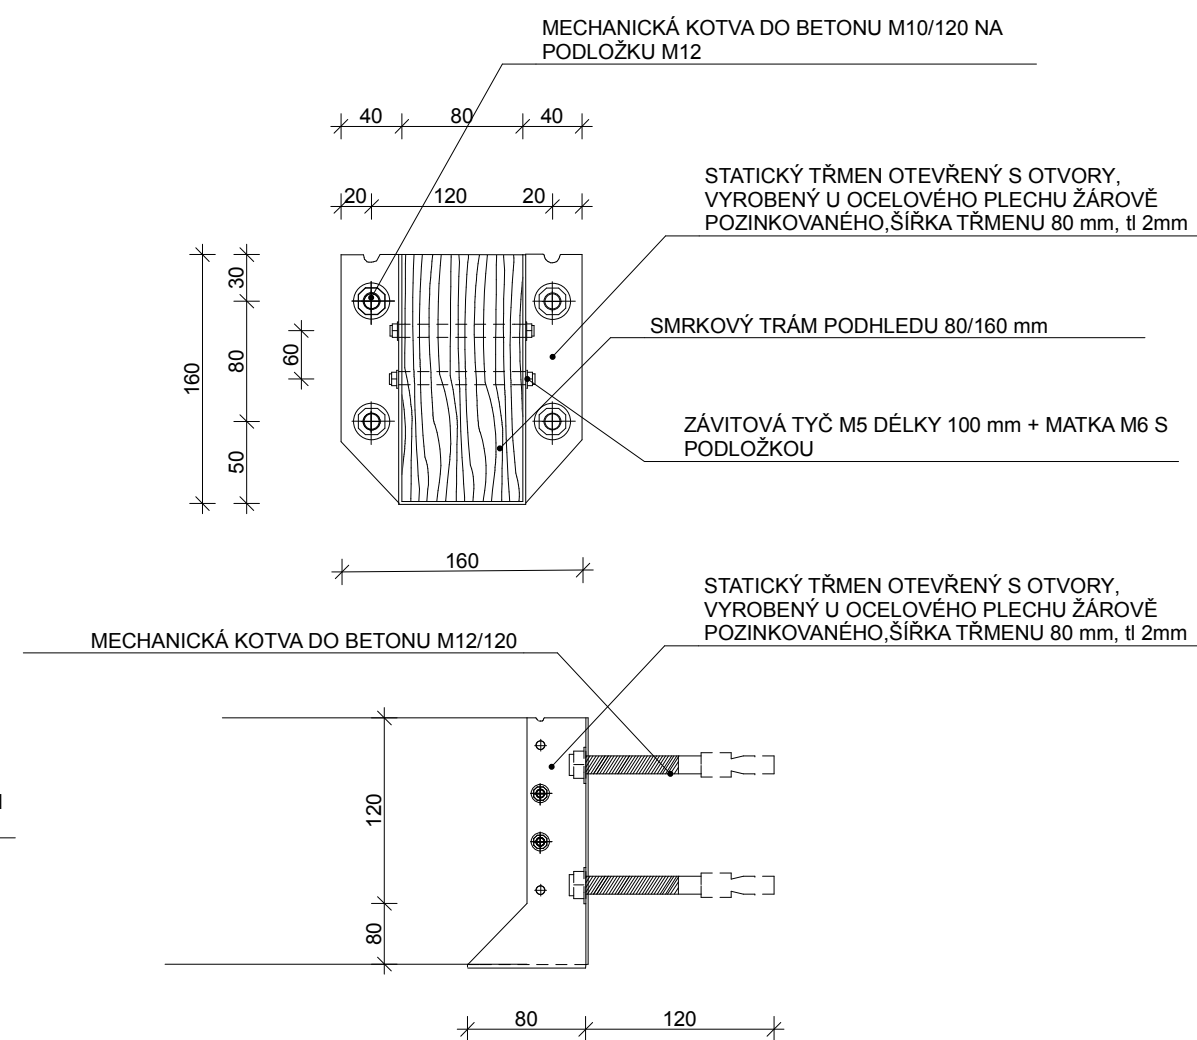 MECHANICKÁ KOTVA DO BETONU M10/120 NA
PODLOŽKU M12
40 80 40
20 120 20
STATICKÝ TŘMEN OTEVŘENÝ S OTVORY,
VYROBENÝ U OCELOVÉHO PLECHU ŽÁROVĚ
POZINKOVANÉHO,ŠÍŘKA TŘMENU 80 mm, tl 2mm
30
80
50
160
60
SMRKOVÝ TRÁM PODHLEDU 80/160 mm
ZÁVITOVÁ TYČ M5 DÉLKY 100 mm + MATKA M6 S
PODLOŽKOU
160
STATICKÝ TŘMEN OTEVŘENÝ S OTVORY,
VYROBENÝ U OCELOVÉHO PLECHU ŽÁROVĚ
POZINKOVANÉHO,ŠÍŘKA TŘMENU 80 mm, tl 2mm
MECHANICKÁ KOTVA DO BETONU M12/120
120
80
80 120